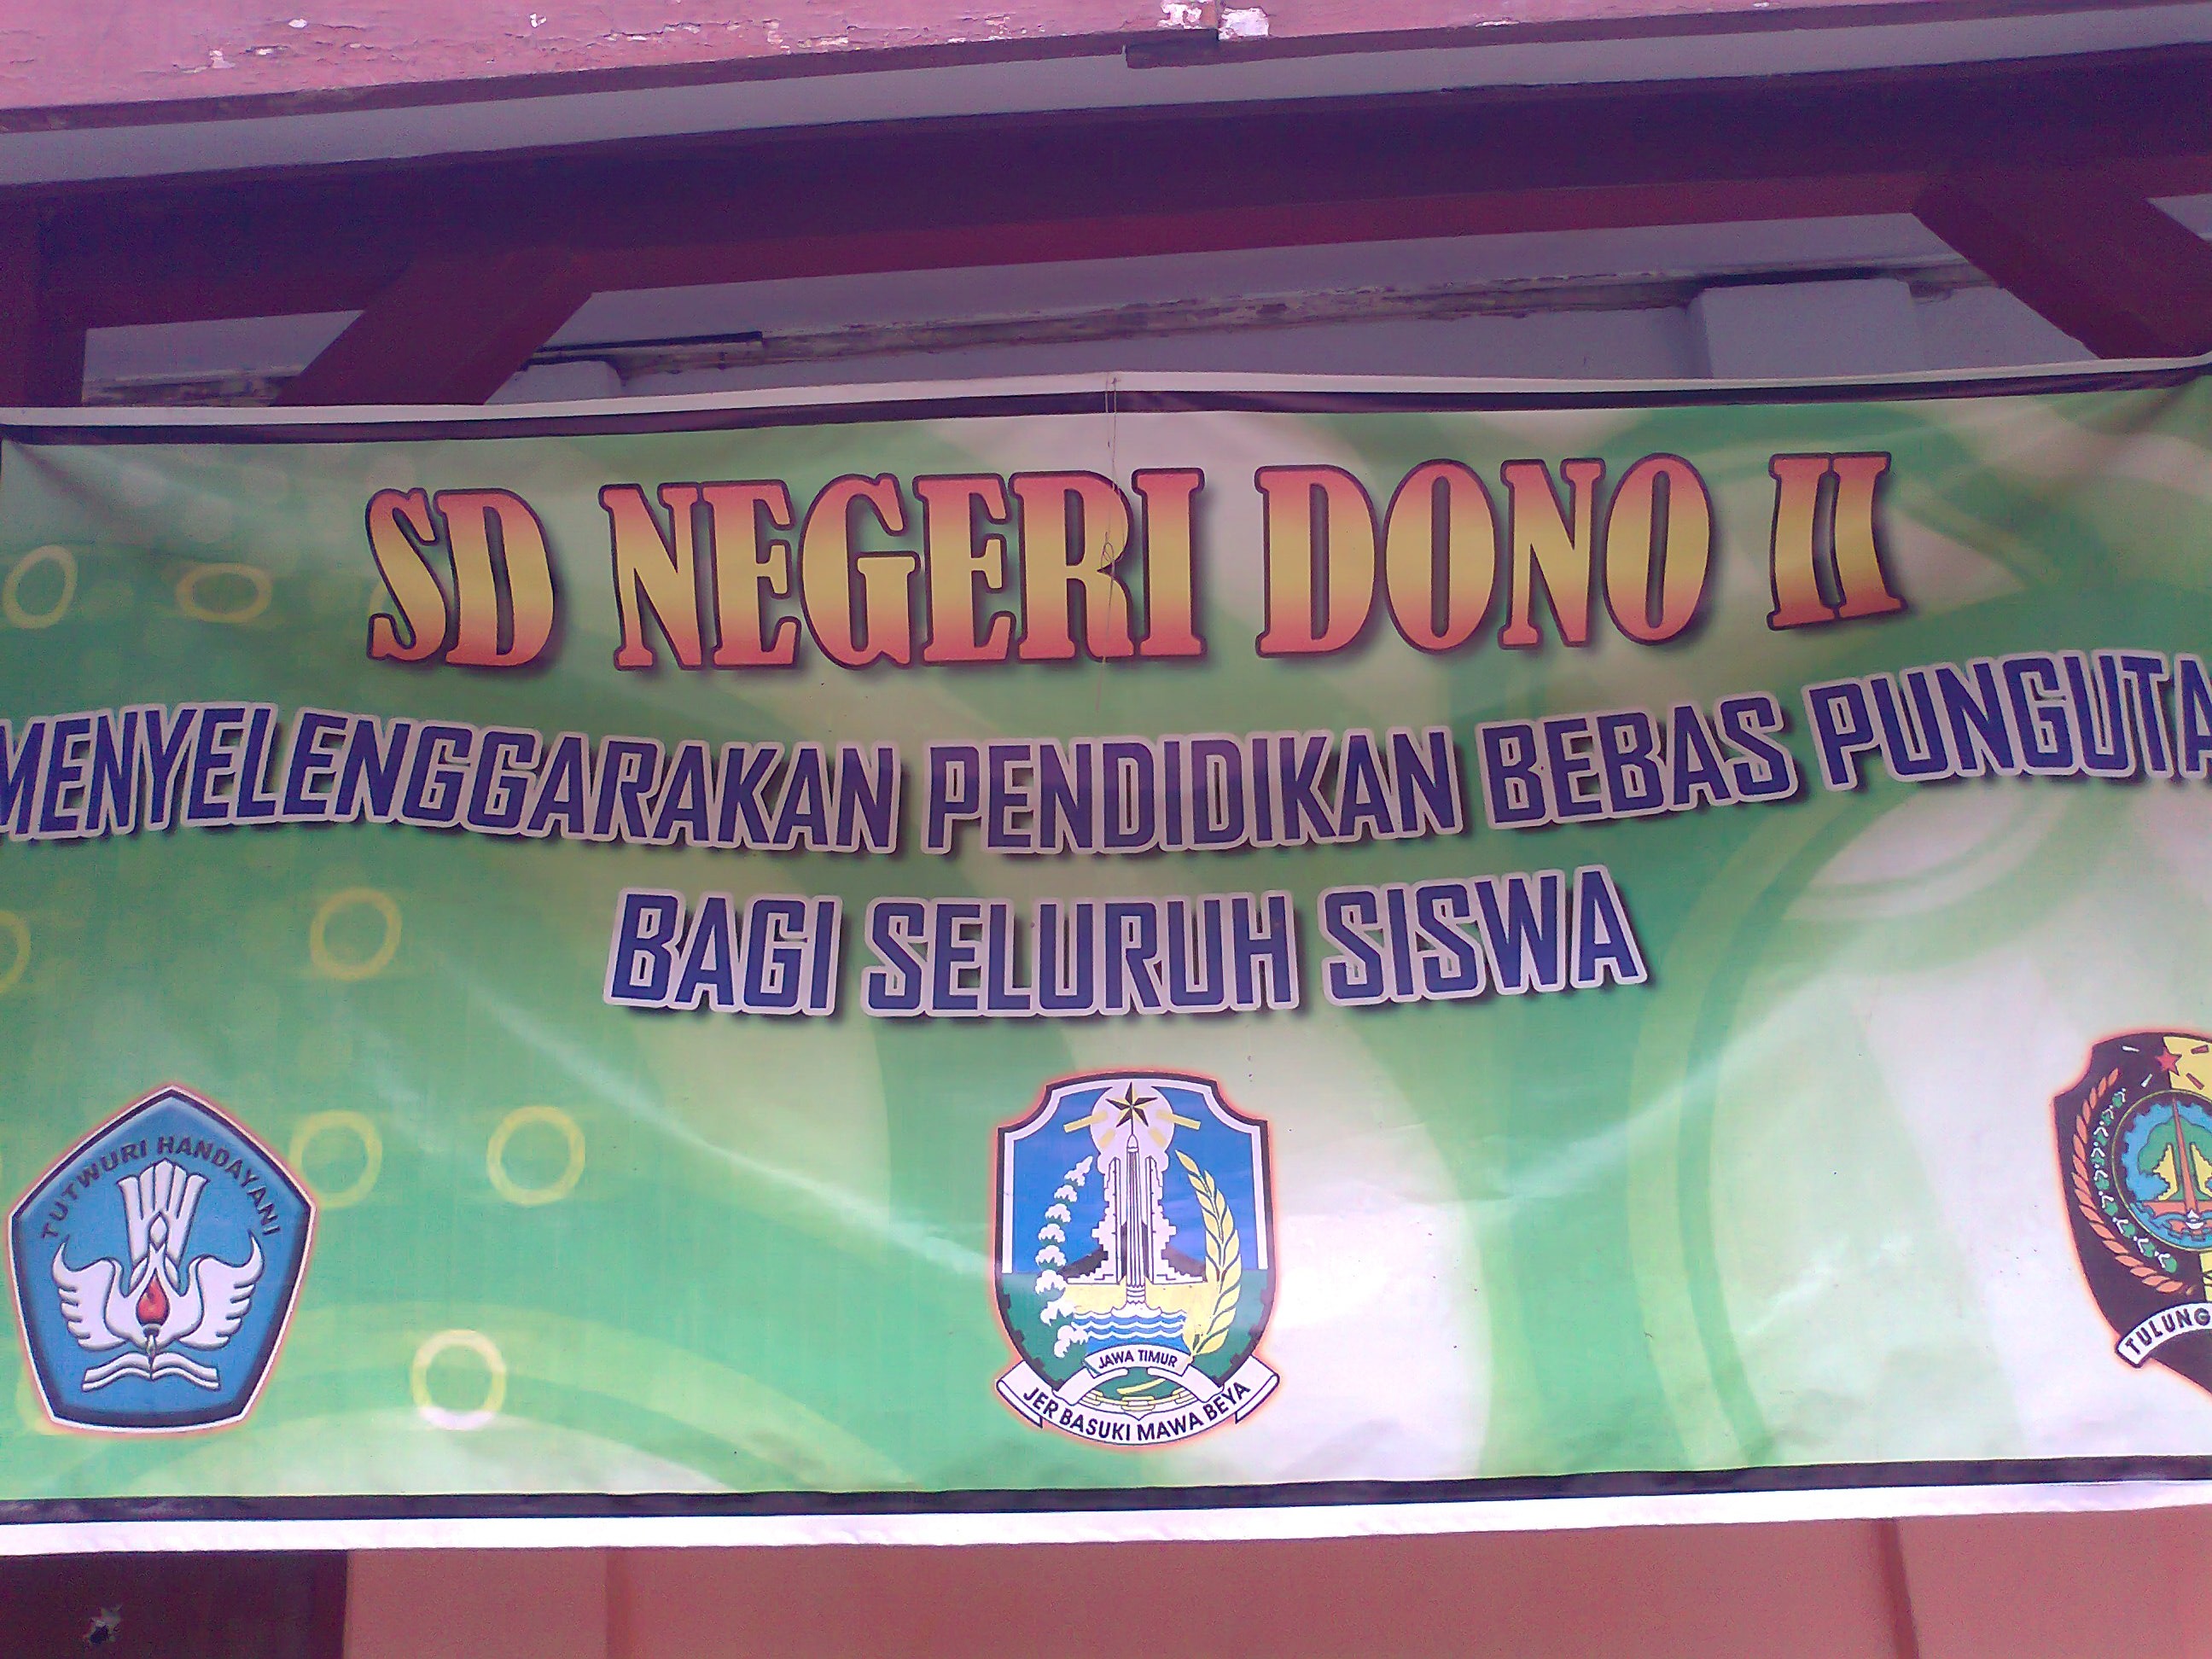 SD NEGERI DONO II
MENYELENGGARAKAN PENDIDIKAN BEBAS PUNGUTA
BAGI SELURUH SISWA
TUTWURI HANDAYANI
JAWA TIMUR
JER BASUKI MAWA BEYA
TULUNG